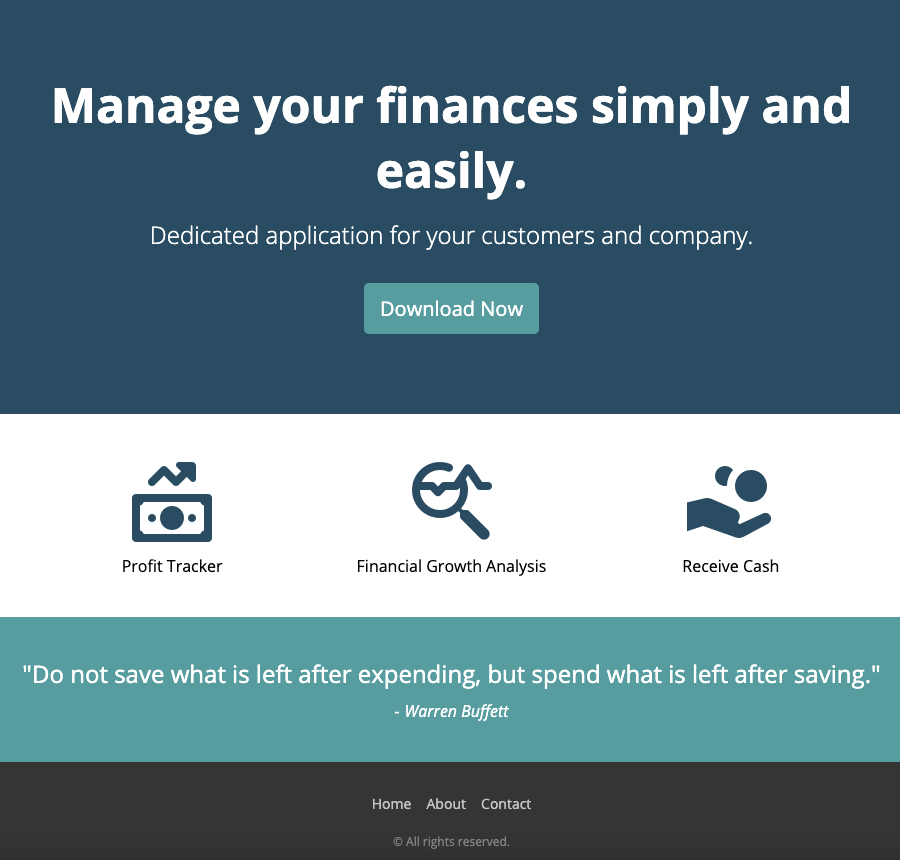 Manage your finances simply and
easily.
Dedicated application for your customers and company.
Download Now
Profit Tracker
Financial Growth Analysis
Receive Cash
"Do not save what is left after expending, but spend what is left after saving."
- Warren Buffett
Home About Contact
© All rights reserved.